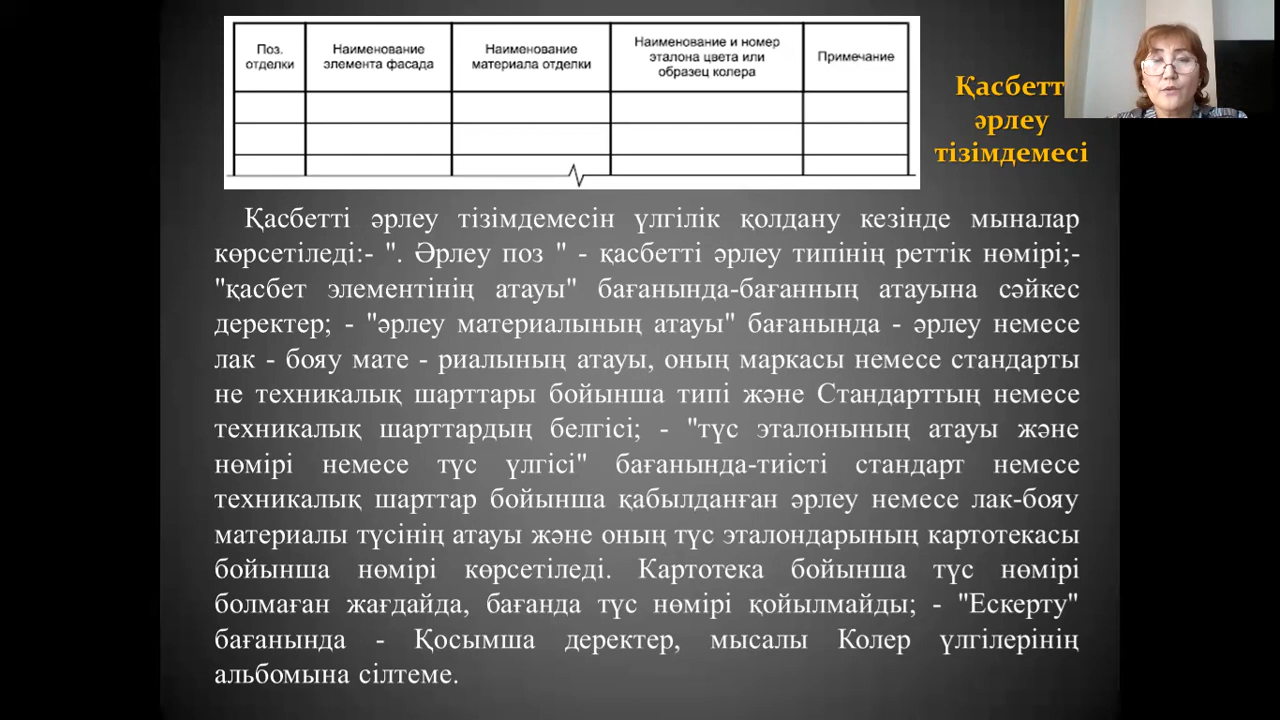 Поз.
отделки
Наименование
элемента фасада
Наименование
материала отделки
Наименование и номер
эталона цвета или
образец колера
Примечание
Қасбетт
әрлеу
тізімдемесі
Қасбетті әрлеу тізімдемесін үлгілік қолдану кезінде мыналар
көрсетіледі:- ". Әрлеу поз " - қасбетті әрлеу типінің реттік нөмірі;-
"қасбет элементінің атауы" бағанында-бағанның атауына сәйкес
деректер; - "әрлеу материалының атауы" бағанында - әрлеу немесе
лак - бояу мате - риалының атауы, оның маркасы немесе стандарты
не техникалық шарттары бойынша типі және Стандарттың немесе
техникалық шарттардың белгісі; - "түс эталонының атауы және
нөмірі немесе түс үлгісі" бағанында-тиісті стандарт немесе
техникалық шарттар бойынша қабылданған әрлеу немесе лак-бояу
материалы түсінің атауы және оның түс эталондарының картотекасы
бойынша нөмірі көрсетіледі. Картотека бойынша түс нөмірі
болмаған жағдайда, бағанда түс нөмірі қойылмайды; - "Ескерту"
бағанында - Қосымша деректер, мысалы Колер үлгілерінің
альбомына сілтеме.